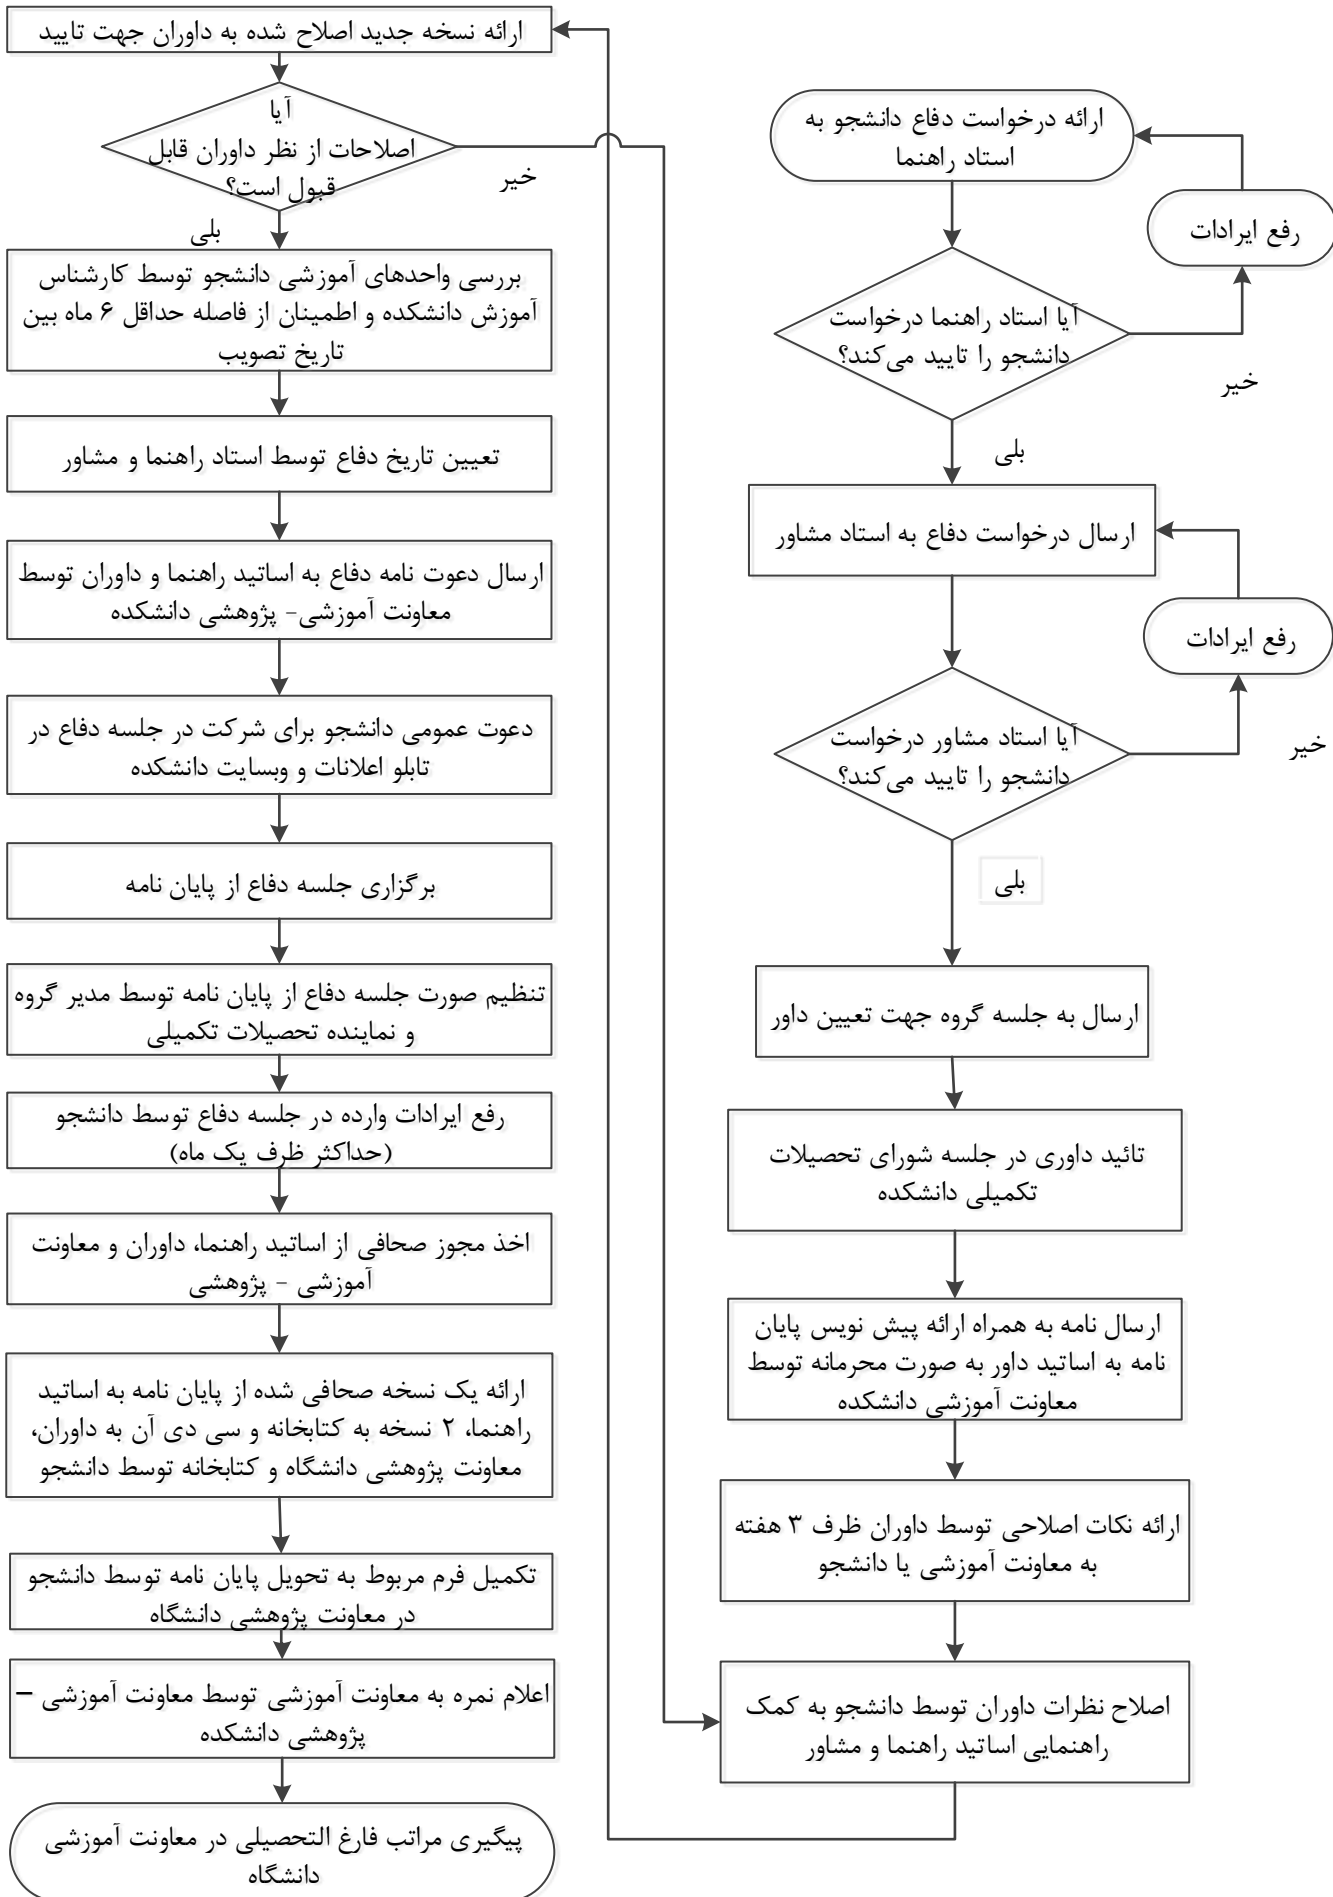 ارائه درخواست دفاع دانشجو به
استاد راهنما
رفع ایرادات
آیا استاد راهنما درخواست
دانشجو را تایید می‌کند؟
خیر
بلی
ارسال درخواست دفاع به استاد مشاور
رفع ایرادات
آیا استاد مشاور درخواست
دانشجو را تایید می‌کند؟
خیر
بلی
ارسال به جلسه گروه جهت تعیین داور
تائید داوری در جلسه شورای تحصیلات
تکمیلی دانشکده
ارسال نامه به همراه ارائه پیش نویس پایان
نامه به اساتید داور به صورت محرمانه توسط
معاونت آموزشی دانشکده
ارائه نکات اصلاحی توسط داوران ظرف ۳ هفته
به معاونت آموزشی یا دانشجو
اصلاح نظرات داوران توسط دانشجو به کمک
راهنمایی اساتید راهنما و مشاور
ارائه نسخه جدید اصلاح شده به داوران جهت تایید
آیا
اصلاحات از نظر داوران قابل
قبول است؟
خیر
بلی
بررسی واحدهای آموزشی دانشجو توسط کارشناس
آموزش دانشکده و اطمینان از فاصله حداقل ۶ ماه بین
تاریخ تصویب
تعیین تاریخ دفاع توسط استاد راهنما و مشاور
ارسال دعوت نامه دفاع به اساتید راهنما و داوران توسط
معاونت آموزشی- پژوهشی دانشکده
دعوت عمومی دانشجو برای شرکت در جلسه دفاع در
تابلو اعلانات و وبسایت دانشکده
برگزاری جلسه دفاع از پایان نامه
تنظیم صورت جلسه دفاع از پایان نامه توسط مدیر گروه
و نماینده تحصیلات تکمیلی
رفع ایرادات وارده در جلسه دفاع توسط دانشجو
(حداکثر ظرف یک ماه)
اخذ مجوز صحافی از اساتید راهنما، داوران و معاونت
آموزشی - پژوهشی
ارائه یک نسخه صحافی شده از پایان نامه به اساتید
راهنما، ۲ نسخه به کتابخانه و سی دی آن به داوران،
معاونت پژوهشی دانشگاه و کتابخانه توسط دانشجو
تکمیل فرم مربوط به تحویل پایان نامه توسط دانشجو
در معاونت پژوهشی دانشگاه
اعلام نمره به معاونت آموزشی توسط معاونت آموزشی –
پژوهشی دانشکده
پیگیری مراتب فارغ التحصیلی در معاونت آموزشی
دانشگاه